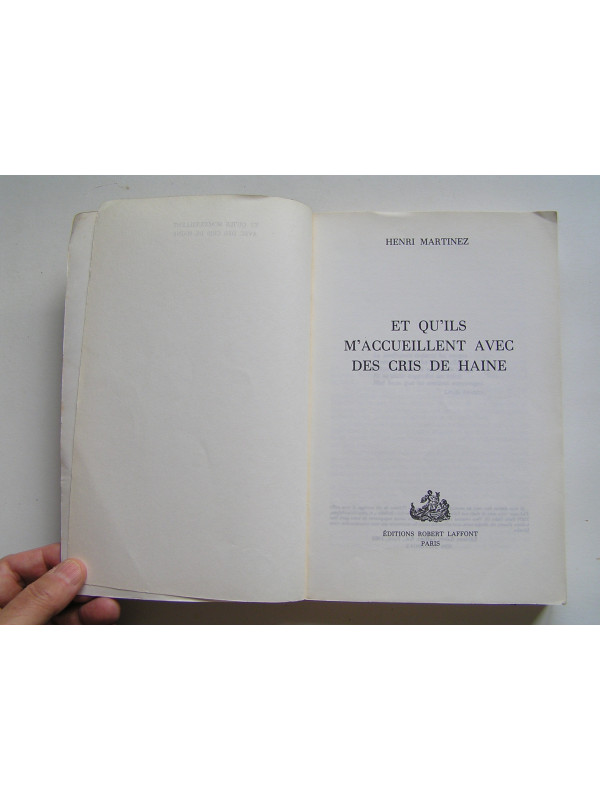 HENRI MARTINEZ
ET QU'ILS
M'ACCUEILLENT AVEC
DES CRIS DE HAINE
ÉDITIONS ROBERT LAFFONT
PARIS